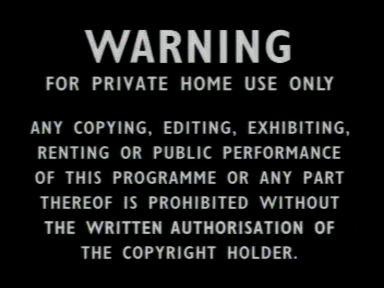 WARNING
FOR PRIVATE HOME USE ONLY
ANY COPYING, EDITING, EXHIBITING,
RENTING OR PUBLIC PERFORMANCE
OF THIS PROGRAMME OR ANY PART
THEREOF IS PROHIBITED WITHOUT
THE WRITTEN AUTHORISATION OF
THE COPYRIGHT HOLDER.